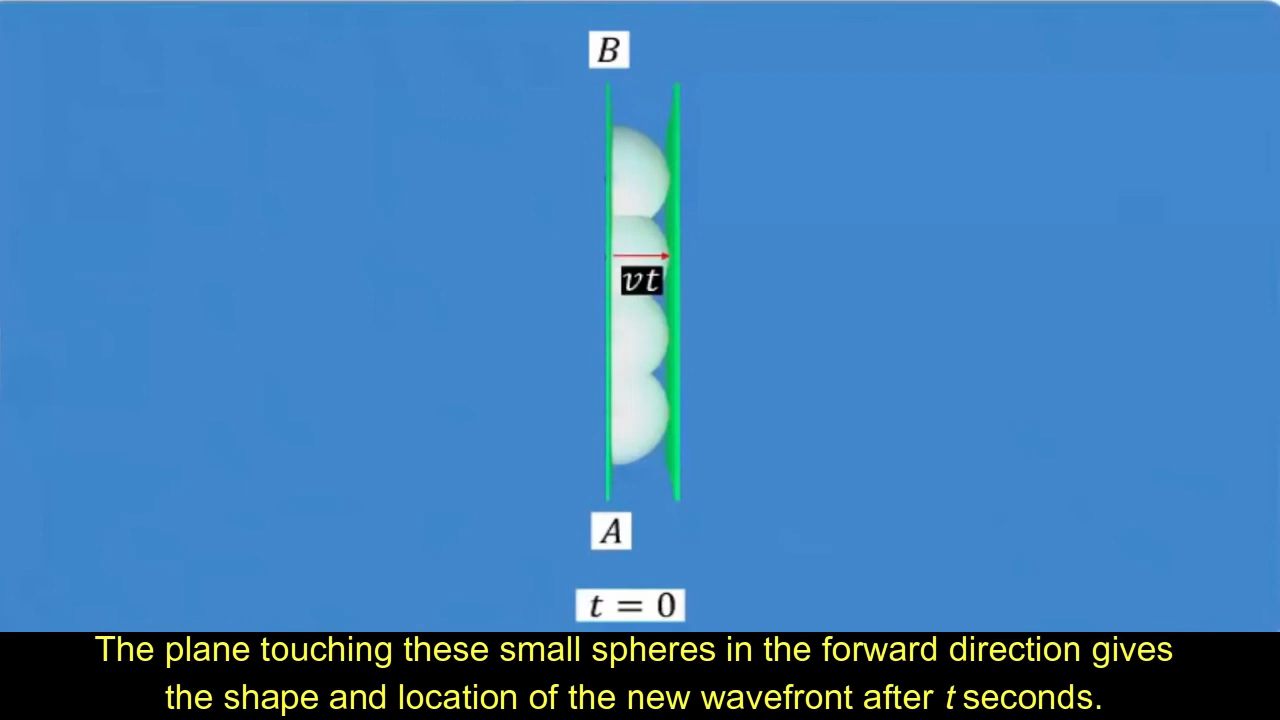 B
vt
A
t = 0
The plane touching these small spheres in the forward direction gives
the shape and location of the new wavefront after t seconds.